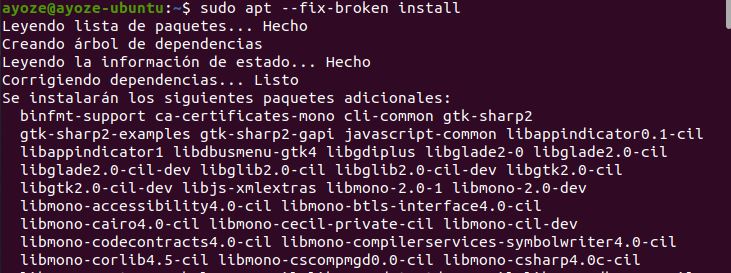 ayoze@ayoze-ubuntu:~$ sudo apt --fix-broken install
Leyendo lista de paquetes... Hecho
Creando árbol de dependencias
Leyendo la información de estado... Hecho
Corrigiendo dependencias... Listo
Se instalarán los siguientes paquetes adicionales:
binfmt-support ca-certificates-mono cli-common gtk-sharp2
gtk-sharp2-examples gtk-sharp2-gapi javascript-common libappindicator0.1-cil
libappindicator1 libdbusmenu-gtk4 libgdiplus libglade2-0 libglade2.0-cil
libglade2.0-cil-dev libglib2.0-cil libglib2.0-cil-dev libgtk2.0-cil
libgtk2.0-cil-dev libjs-xmlextras libmono-2.0-1 libmono-2.0-dev
libmono-accessibility4.0-cil libmono-btls-interface4.0-cil
libmono-cairo4.0-cil libmono-cecil-private-cil libmono-cil-dev
libmono-codecontracts4.0-cil libmono-compilerservices-symbolwriter4.0-cil
libmono-corlib4.5-cil libmono-cscompmgd0.0-cil libmono-csharp4.0c-cil